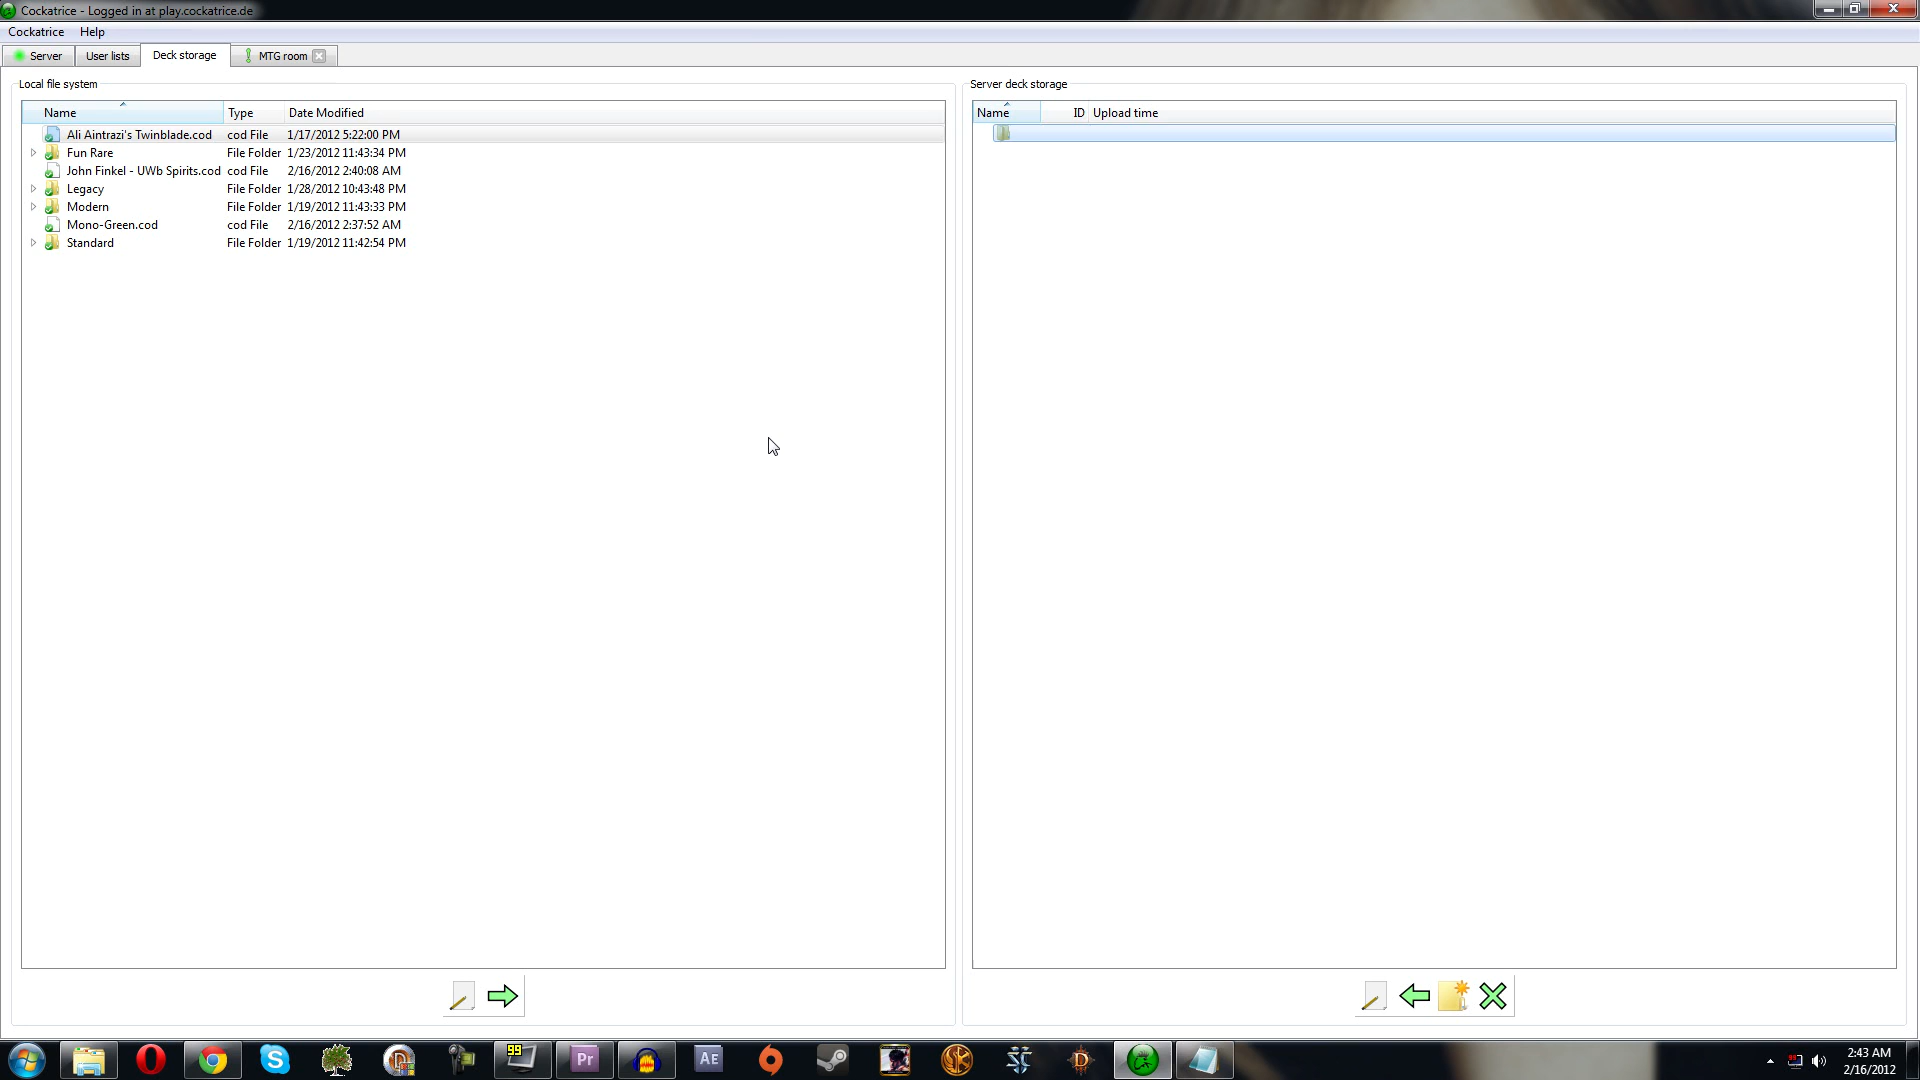 Cockatrice - Logged in at play.cockatrice.de
Cockatrice Help
Server User lists Deck storage MTG room
Local file system
Name Type Date Modified
Ali Aintrazi's Twinblade.cod cod File 1/17/2012 5:22:00 PM
Fun Rare File Folder 1/23/2012 11:43:34 PM
John Finkel - UWb Spirits.cod cod File 2/16/2012 2:40:08 AM
Legacy File Folder 1/28/2012 10:43:48 PM
Modern File Folder 1/19/2012 11:43:33 PM
Mono-Green.cod cod File 2/16/2012 2:37:52 AM
Standard File Folder 1/19/2012 11:42:54 PM
Server deck storage
Name ID Upload time
99 Pr AE D
2:43 AM
2/16/2012